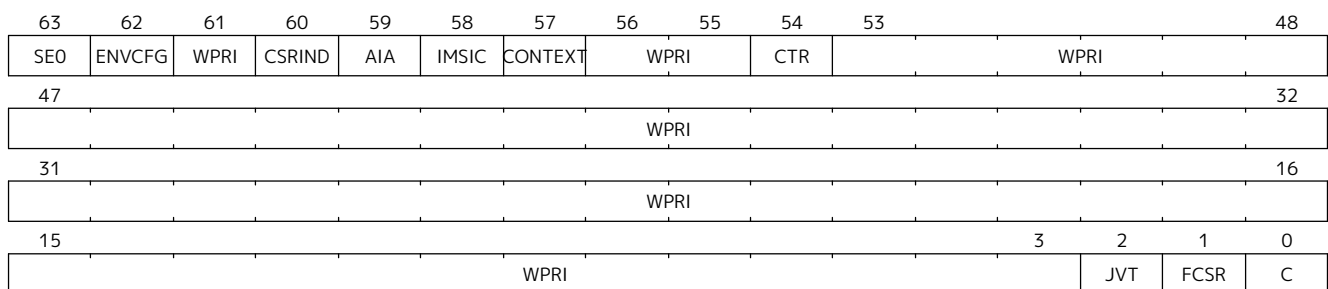 63 62 61 60 59 58 57 56 55 54 53 48
SE0 ENVCFG WPRI CSRIND AIA IMSIC CONTEXT WPRI CTR WPRI
47 32
WPRI
31 16
WPRI
15 3 2 1 0
WPRI JVT FCSR C